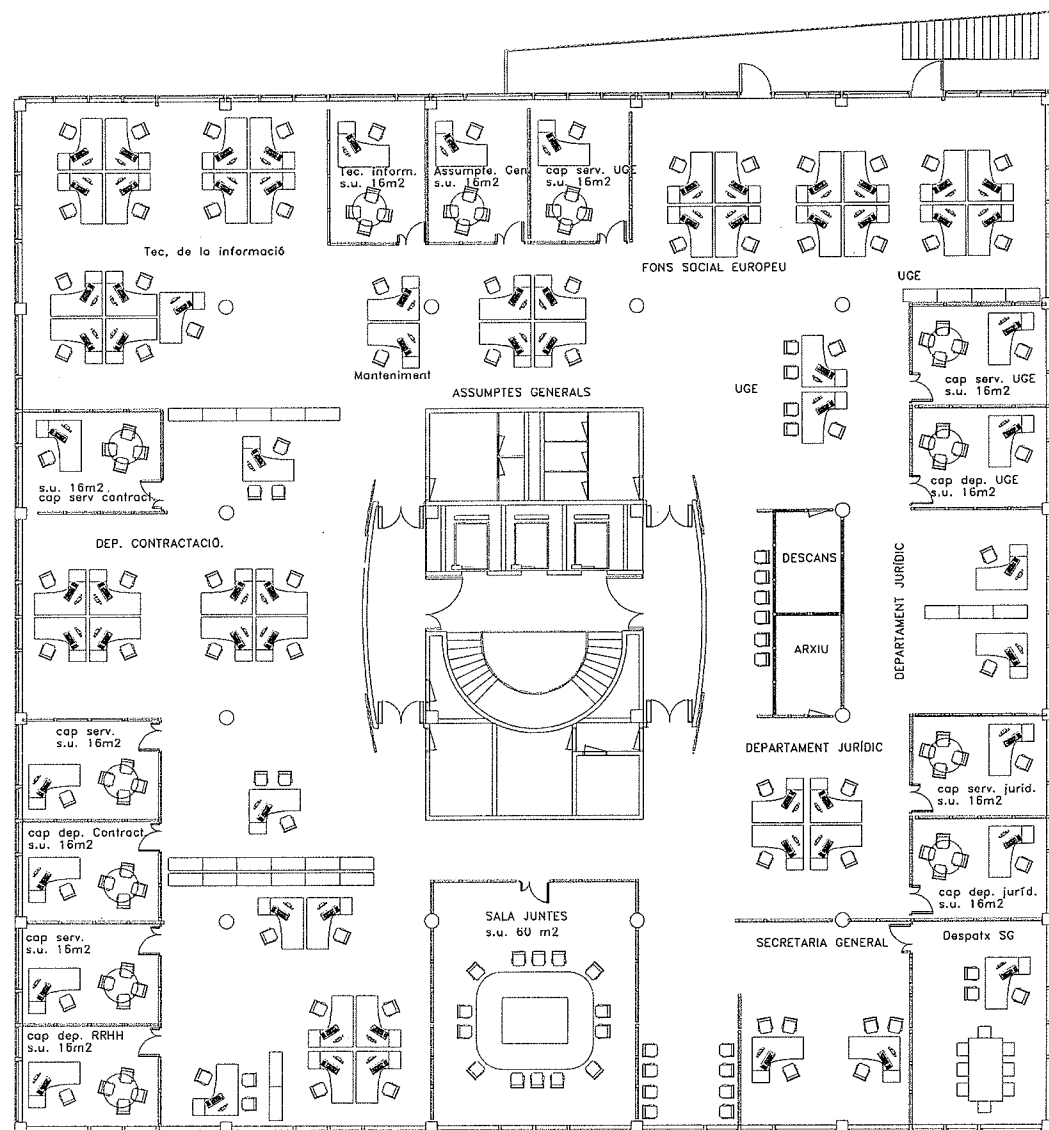 Tec. inform.
s.u. 16m2
Assumpte. Gen
s.u. 16m2
cap serv. UGE
s.u. 16m2
Tec, de la informació
FONS SOCIAL EUROPEU
UGE
Manteniment
ASSUMPTES GENERALS
UGE
cap serv. UGE
s.u. 16m2
cap dep. UGE
s.u. 16m2
s.u. 16m2
cap serv contract.
DEP. CONTRACTACIÓ.
DESCANS
ARXIU
DEPARTAMENT JURÍDIC
cap serv.
s.u. 16m2
DEPARTAMENT JURÍDIC
cap serv. jurid.
s.u. 16m2
cap dep. Contract.
s.u. 16m2
cap dep. juríd.
s.u. 16m2
SALA JUNTES
s.u. 60 m2
SECRETARIA GENERAL
Despatx SG
cap serv.
s.u. 16m2
cap dep. RRHH
s.u. 16m2